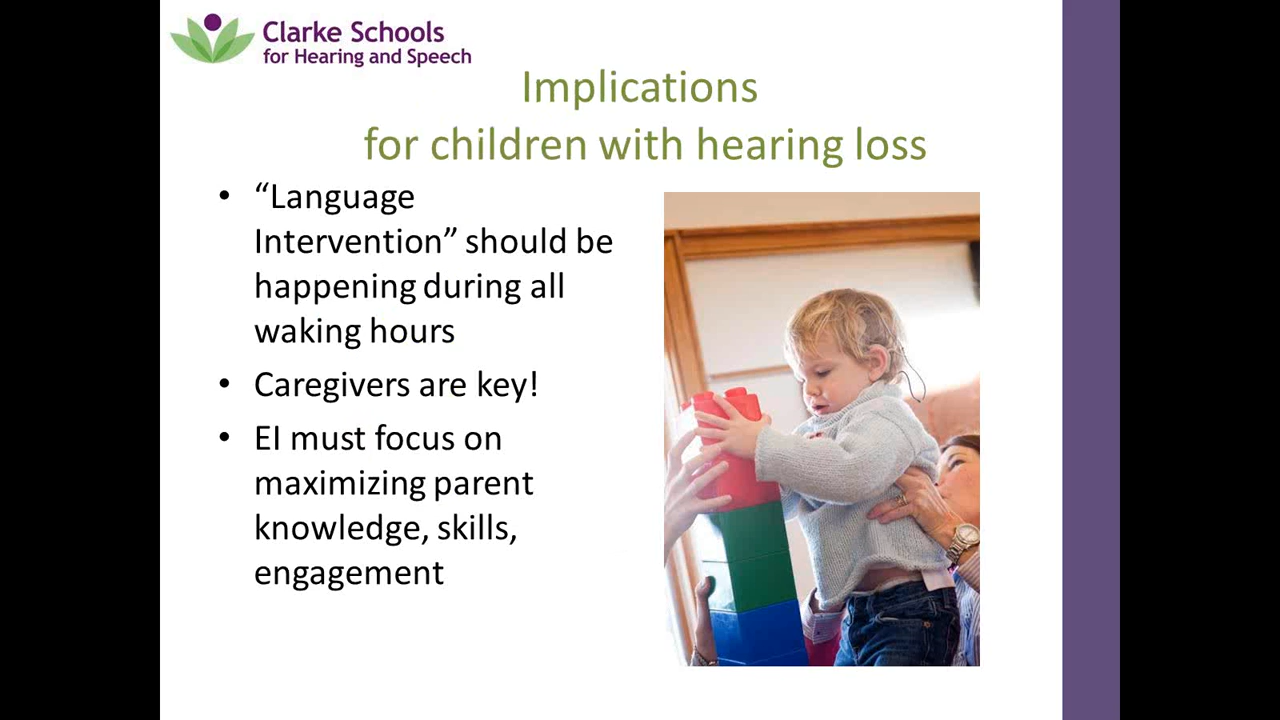 Clarke Schools
for Hearing and Speech
Implications
for children with hearing loss
• “Language
Intervention” should be
happening during all
waking hours
• Caregivers are key!
• EI must focus on
maximizing parent
knowledge, skills,
engagement